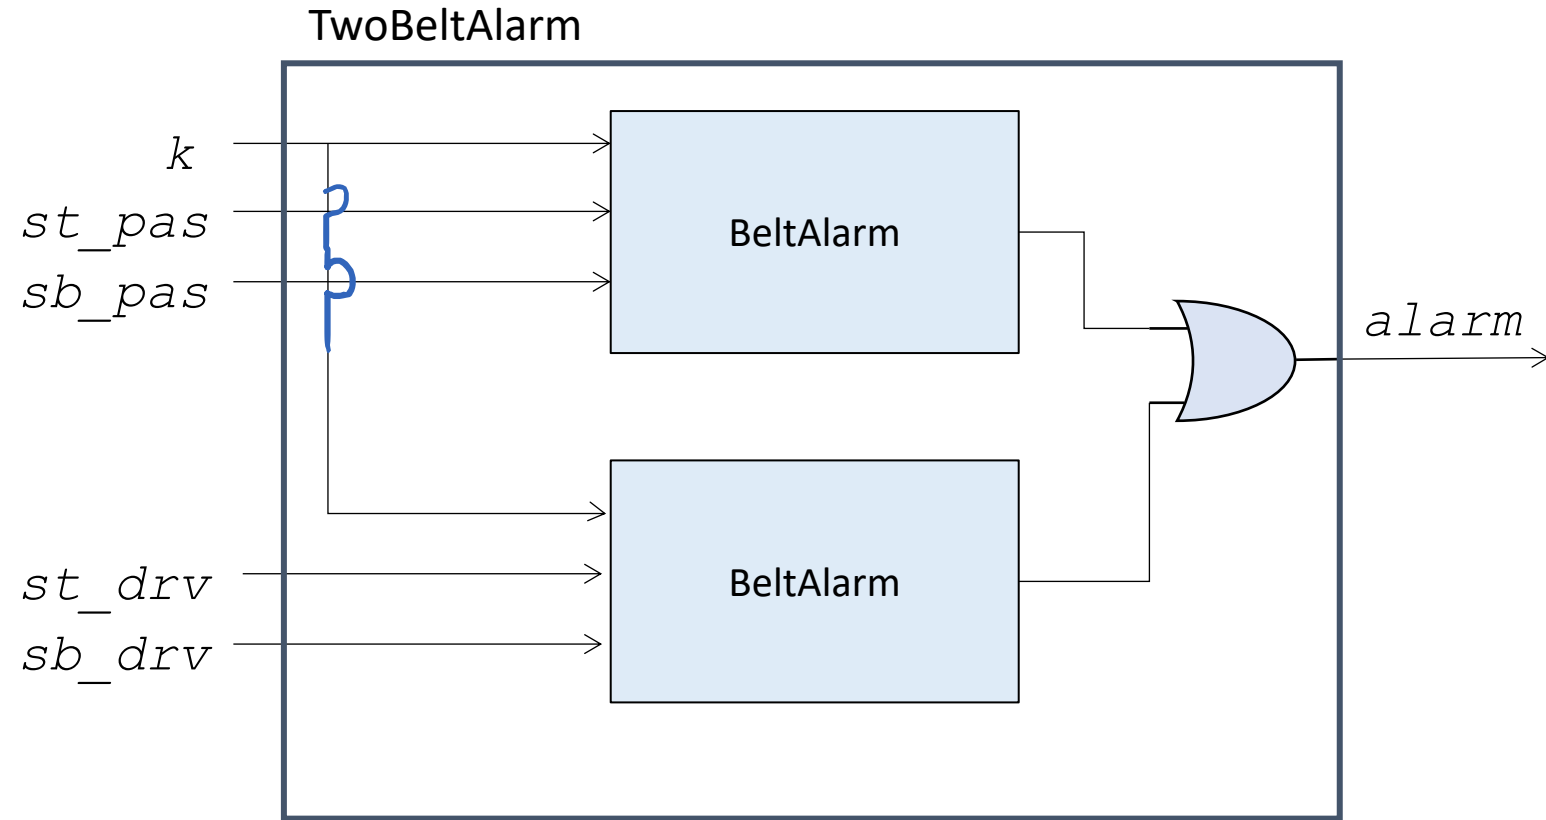 TwoBeltAlarm
k
st_pas
sb_pas
BeltAlarm
alarm
st_drv
sb_drv
BeltAlarm